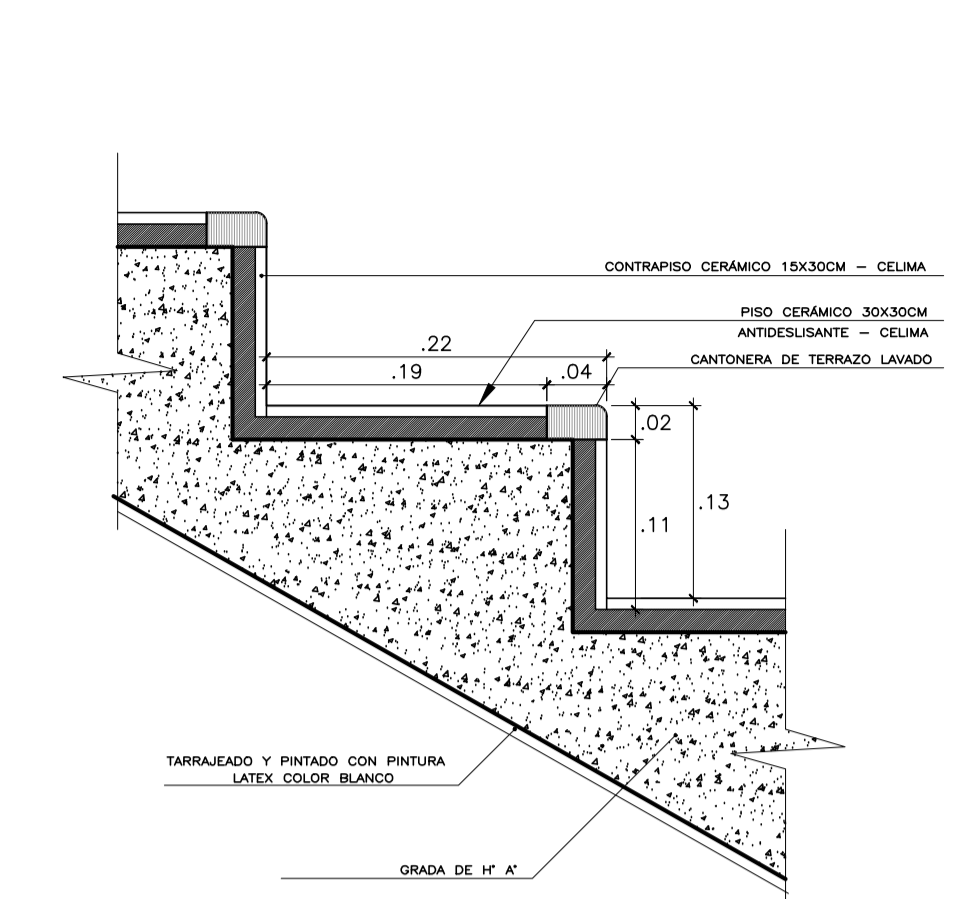 CONTRAPISO CERÁMICO 15X30CM – CELIMA
PISO CERÁMICO 30X30CM
ANTIDESLISANTE – CELIMA
.22
CANTONERA DE TERRAZO LAVADO
.19
.04
.02
.13
.11
TARRAJEADO Y PINTADO CON PINTURA
LATEX COLOR BLANCO
GRADA DE H° A°